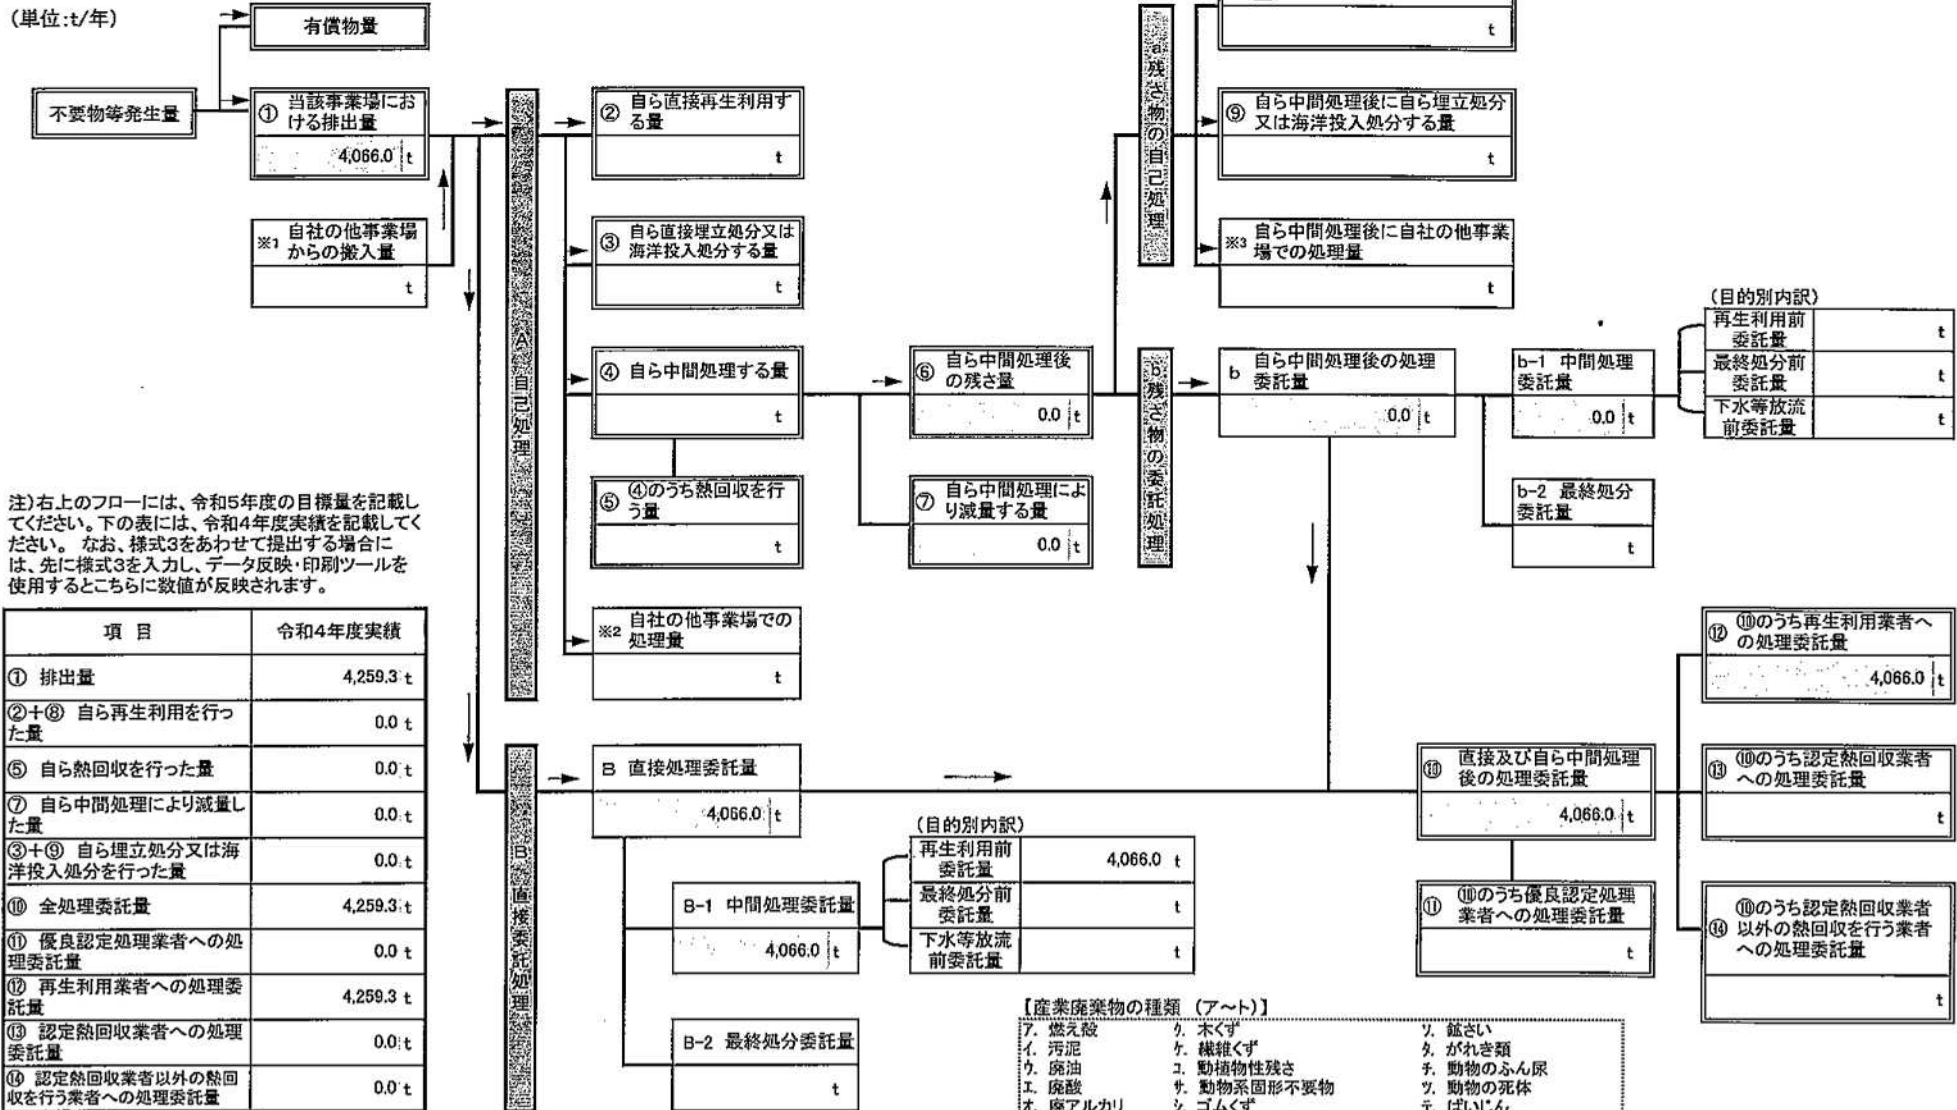 (単位:t/年)
有償物量
不要物等発生量
① 当該事業場にお
ける排出量
4,066.0 t
※1 自社の他事業場
からの搬入量
t
A 自己処理
② 自ら直接再生利用す
る量
t
③ 自ら直接埋立処分又は
海洋投入処分する量
t
④ 自ら中間処理する量
t
⑤ ④のうち熱回収を行
う量
t
※2 自社の他事業場での
処理量
t
⑥ 自ら中間処理後
の残さ量
0.0 t
⑦ 自ら中間処理によ
り減量する量
0.0 t
a 残さ物の自己処理
t
⑨ 自ら中間処理後に自ら埋立処分
又は海洋投入処分する量
t
※3 自ら中間処理後に自社の他事業
場での処理量
t
b 残さ物の委託処理
b 自ら中間処理後の処理
委託量
0.0 t
b-1 中間処理
委託量
0.0 t
(目的別内訳)
再生利用前
委託量
t
最終処分前
委託量
t
下水等放流
前委託量
t
b-2 最終処分
委託量
t
注)右上のフローには、令和5年度の目標量を記載し
てください。下の表には、令和4年度実績を記載してく
ださい。 なお、様式3をあわせて提出する場合に
は、先に様式3を入力し、データ反映・印刷ツールを
使用するとこちらに数値が反映されます。
項 目 令和4年度実績
① 排出量 4,259.3 t
②+⑧ 自ら再生利用を行っ
た量 0.0 t
⑤ 自ら熱回収を行った量 0.0 t
⑦ 自ら中間処理により減量し
た量 0.0 t
③+⑨ 自ら埋立処分又は海
洋投入処分を行った量 0.0 t
⑩ 全処理委託量 4,259.3 t
⑪ 優良認定処理業者への処
理委託量 0.0 t
⑫ 再生利用業者への処理委
託量 4,259.3 t
⑬ 認定熱回収業者への処理
委託量 0.0 t
⑭ 認定熱回収業者以外の熱回
収を行う業者への処理委託量 0.0 t
B 直接委託処理
B 直接処理委託量
4,066.0 t
B-1 中間処理委託量
4,066.0 t
(目的別内訳)
再生利用前
委託量
4,066.0 t
最終処分前
委託量
t
下水等放流
前委託量
t
B-2 最終処分委託量
t
⑩ 直接及び自ら中間処理
後の処理委託量
4,066.0 t
⑪ ⑩のうち優良認定処理
業者への処理委託量
t
⑫ ⑩のうち再生利用業者へ
の処理委託量
4,066.0 t
⑬ ⑩のうち認定熱回収業者
への処理委託量
t
⑭ ⑩のうち認定熱回収業者
以外の熱回収を行う業者
への処理委託量
t
【産業廃棄物の種類 (ア~ト)】
ア. 燃え殻 ク. 木くず ソ. 鉱さい
イ. 汚泥 ケ. 繊維くず タ. がれき類
ウ. 廃油 コ. 動植物性残さ チ. 動物のふん尿
エ. 廃酸 サ. 動物系固形不要物 ツ. 動物の死体
オ. 廃アルカリ シ. ゴムくず テ. ばいじん